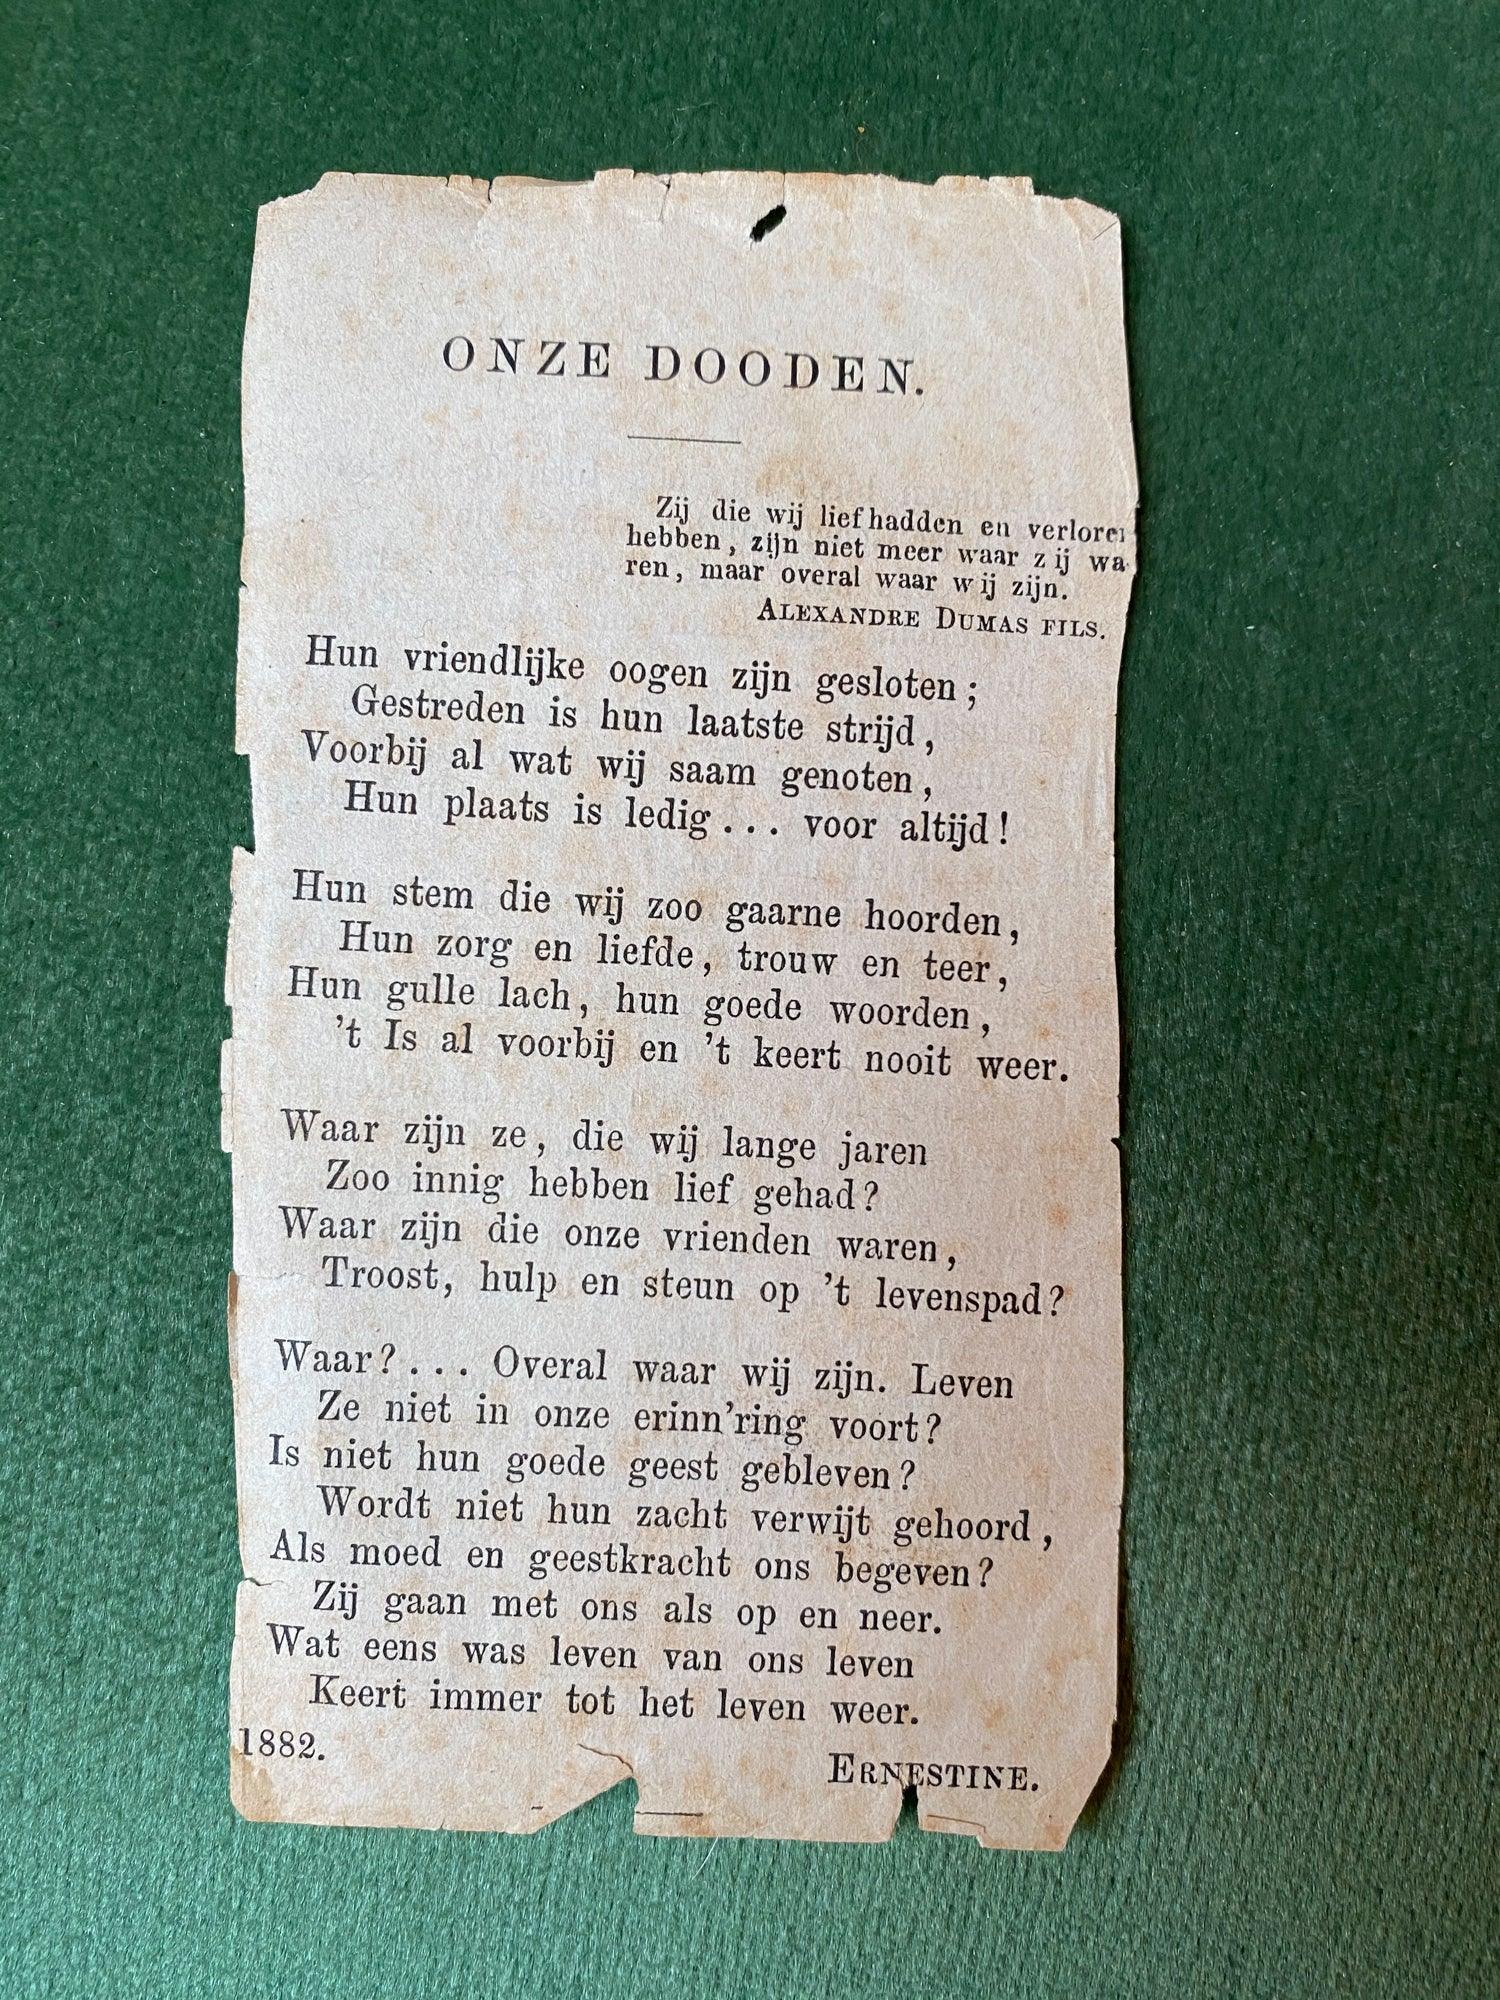 ONZE DOODEN.
Zij die wij lief hadden en verloren
hebben, zijn niet meer waar zij wa
ren, maar overal waar wij zijn.
ALEXANDRE DUMAS FILS.
Hun vriendlijke oogen zijn gesloten;
Gestreden is hun laatste strijd,
Voorbij al wat wij saam genoten,
Hun plaats is ledig... voor altijd!
Hun stem die wij zoo gaarne hoorden,
Hun zorg en liefde, trouw en teer,
Hun gulle lach, hun goede woorden,
't Is al voorbij en 't keert nooit weer.
Waar zijn ze, die wij lange jaren
Zoo innig hebben lief gehad?
Waar zijn die onze vrienden waren,
Troost, hulp en steun op 't levenspad?
Waar?... Overal waar wij zijn. Leven
Ze niet in onze erinn'ring voort?
Is niet hun goede geest gebleven?
Wordt niet hun zacht verwijt gehoord,
Als moed en geestkracht ons begeven?
Zij gaan met ons als op en neer.
Wat eens was leven van ons leven
Keert immer tot het leven weer.
1882.
ERNESTINE.